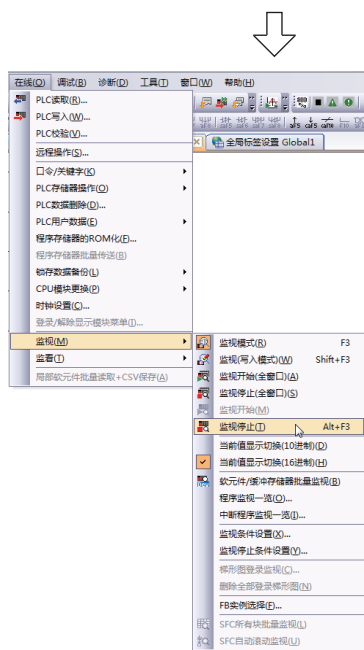 在线(O) 调试(B) 诊断(D) 工具(T) 窗口(W) 帮助(H)
PLC读取(R)...
PLC写入(W)...
PLC校验(V)...
远程操作(S)...
口令/关键字(K)
PLC存储器操作(O)
PLC数据删除(D)...
PLC用户数据(E)
程序存储器的ROM化(F)...
程序存储器批量传送(B)
锁存数据备份(L)
CPU模块更换(P)
时钟设置(C)...
登录/解除显示模块菜单(I)...
监视(M)
监看(T)
局部软元件批量读取+CSV保存(A)
aF5 caF5 caF10 F10
全局标签设置 Global1
监视模式(R) F3
监视(写入模式)(W) Shift+F3
监视开始(全窗口)(A)
监视停止(全窗口)(S)
监视开始(M)
监视停止(T) Alt+F3
当前值显示切换(10进制)(D)
当前值显示切换(16进制)(H)
软元件/缓冲存储器批量监视(B)
程序监视一览(O)...
中断程序监视一览(I)...
监视条件设置(X)...
监视停止条件设置(Y)...
梯形图登录监视(C)...
删除全部登录梯形图(N)
FB实例选择(F)...
SFC所有块批量监视(L)
SFC自动滚动监视(U)